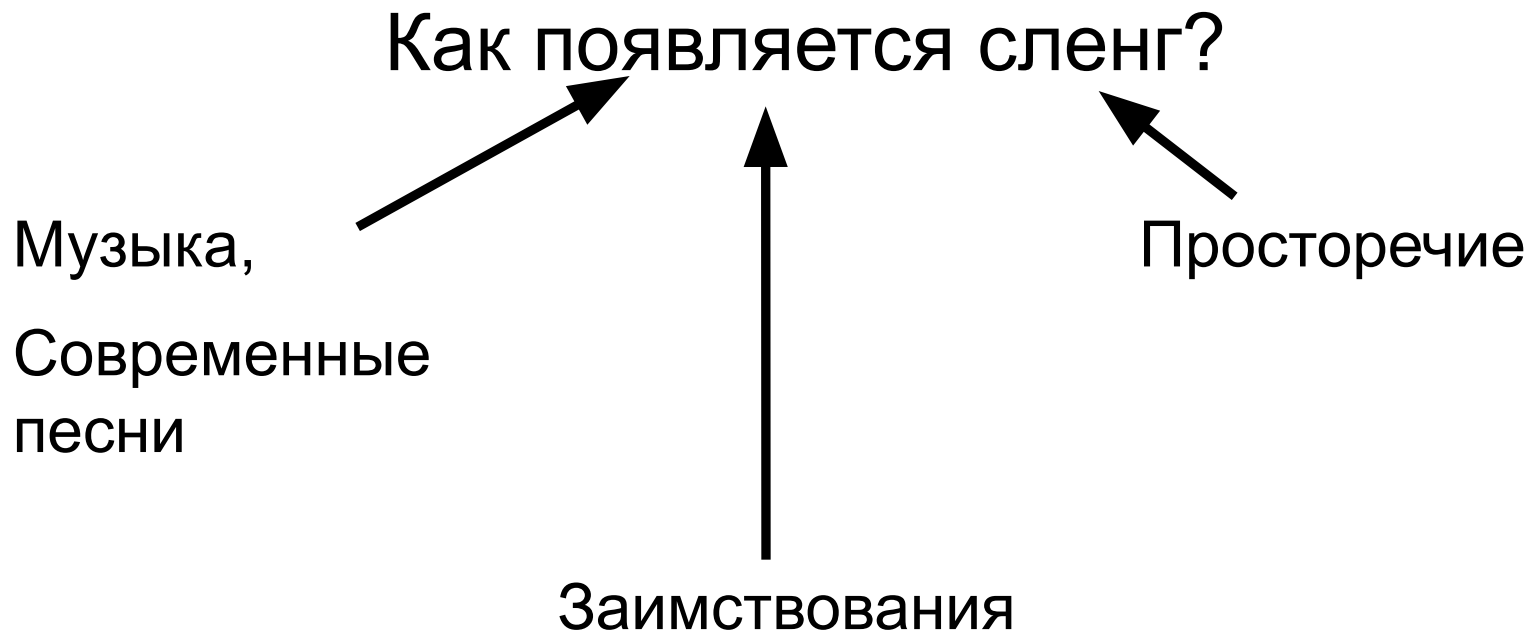 Как появляется сленг?
Музыка,
Просторечие
Современные
песни
Заимствования